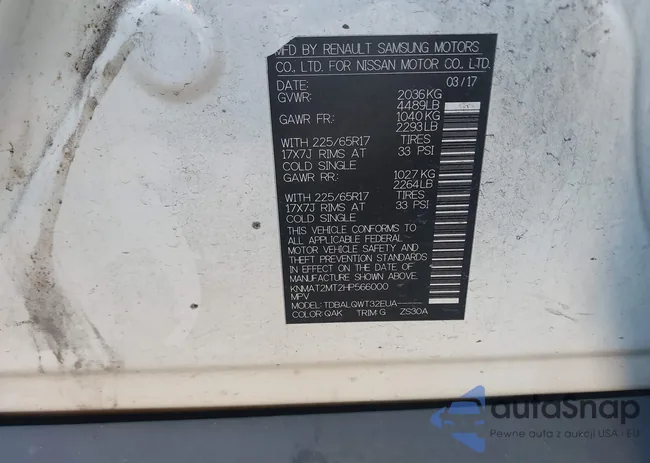 MFD BY RENAULT SAMSUNG MOTORS
CO., LTD. FOR NISSAN MOTOR CO., LTD.
DATE: 03/17
GVWR: 2036KG
4489LB
GAWR FR: 1040 KG
2293LB
WITH 225/65R17 TIRES
17X7J RIMS AT 33 PSI
COLD SINGLE
GAWR RR: 1027 KG
2264LB
WITH 225/65R17 TIRES
17X7J RIMS AT 33 PSI
COLD SINGLE
THIS VEHICLE CONFORMS TO
ALL APPLICABLE FEDERAL
MOTOR VEHICLE SAFETY AND
THEFT PREVENTION STANDARDS
IN EFFECT ON THE DATE OF
MANUFACTURE SHOWN ABOVE.
KNMAT2MT2HP566000
MPV
MODEL: TDBALQWT32EUA-----
COLOR: QAK TRIM G ZS30A
autoSnap
Pewne auta z aukcji USA - EU